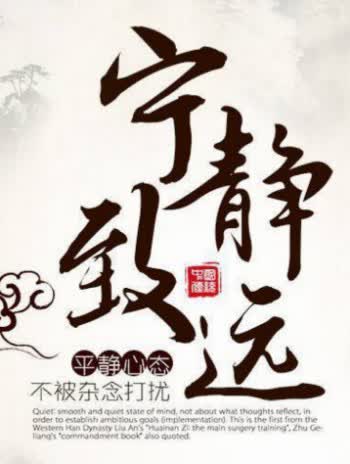 宁静
致远
平静心态
不被杂念打扰
Quiet: smooth and quiet state of mind, not about what thoughts reflect, in
order to establish ambitious goals (implementation). This is the first from the
Western Han Dynasty Liu An's "Huainan Zi: the main surgery training", Zhu Ge-
liang's "commandment book" also quoted.